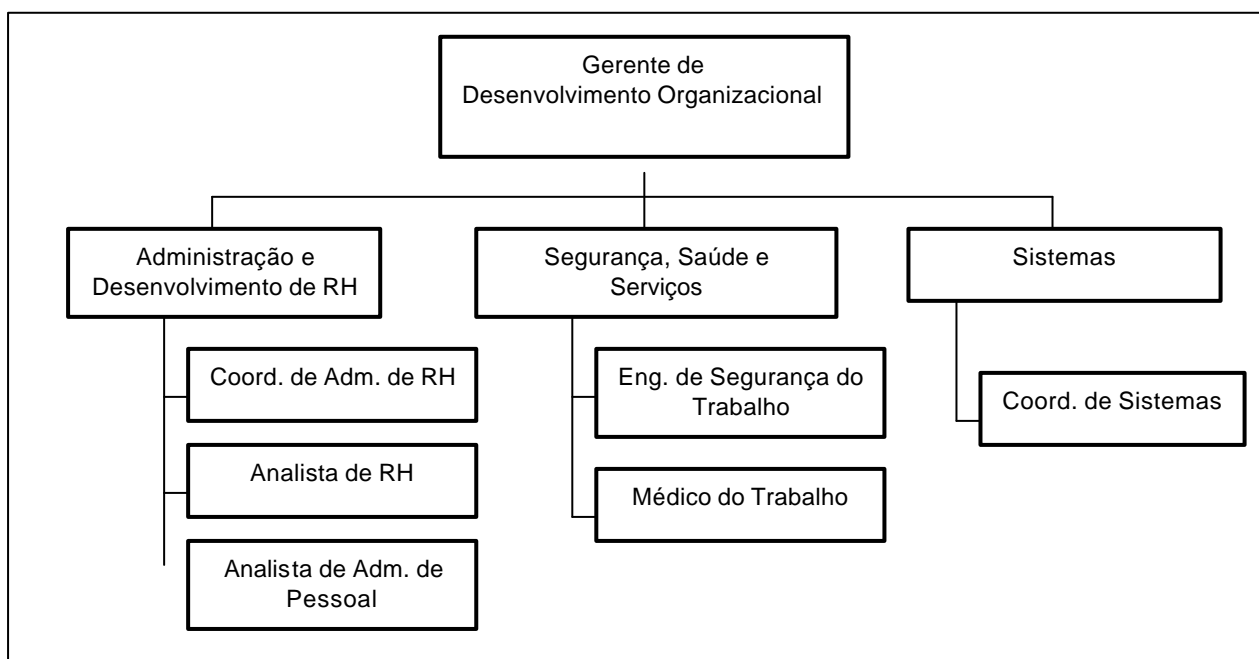 Gerente de
Desenvolvimento Organizacional
Administração e
Desenvolvimento de RH
Segurança, Saúde e
Serviços
Sistemas
Coord. de Adm. de RH
Analista de RH
Analista de Adm. de
Pessoal
Eng. de Segurança do
Trabalho
Médico do Trabalho
Coord. de Sistemas